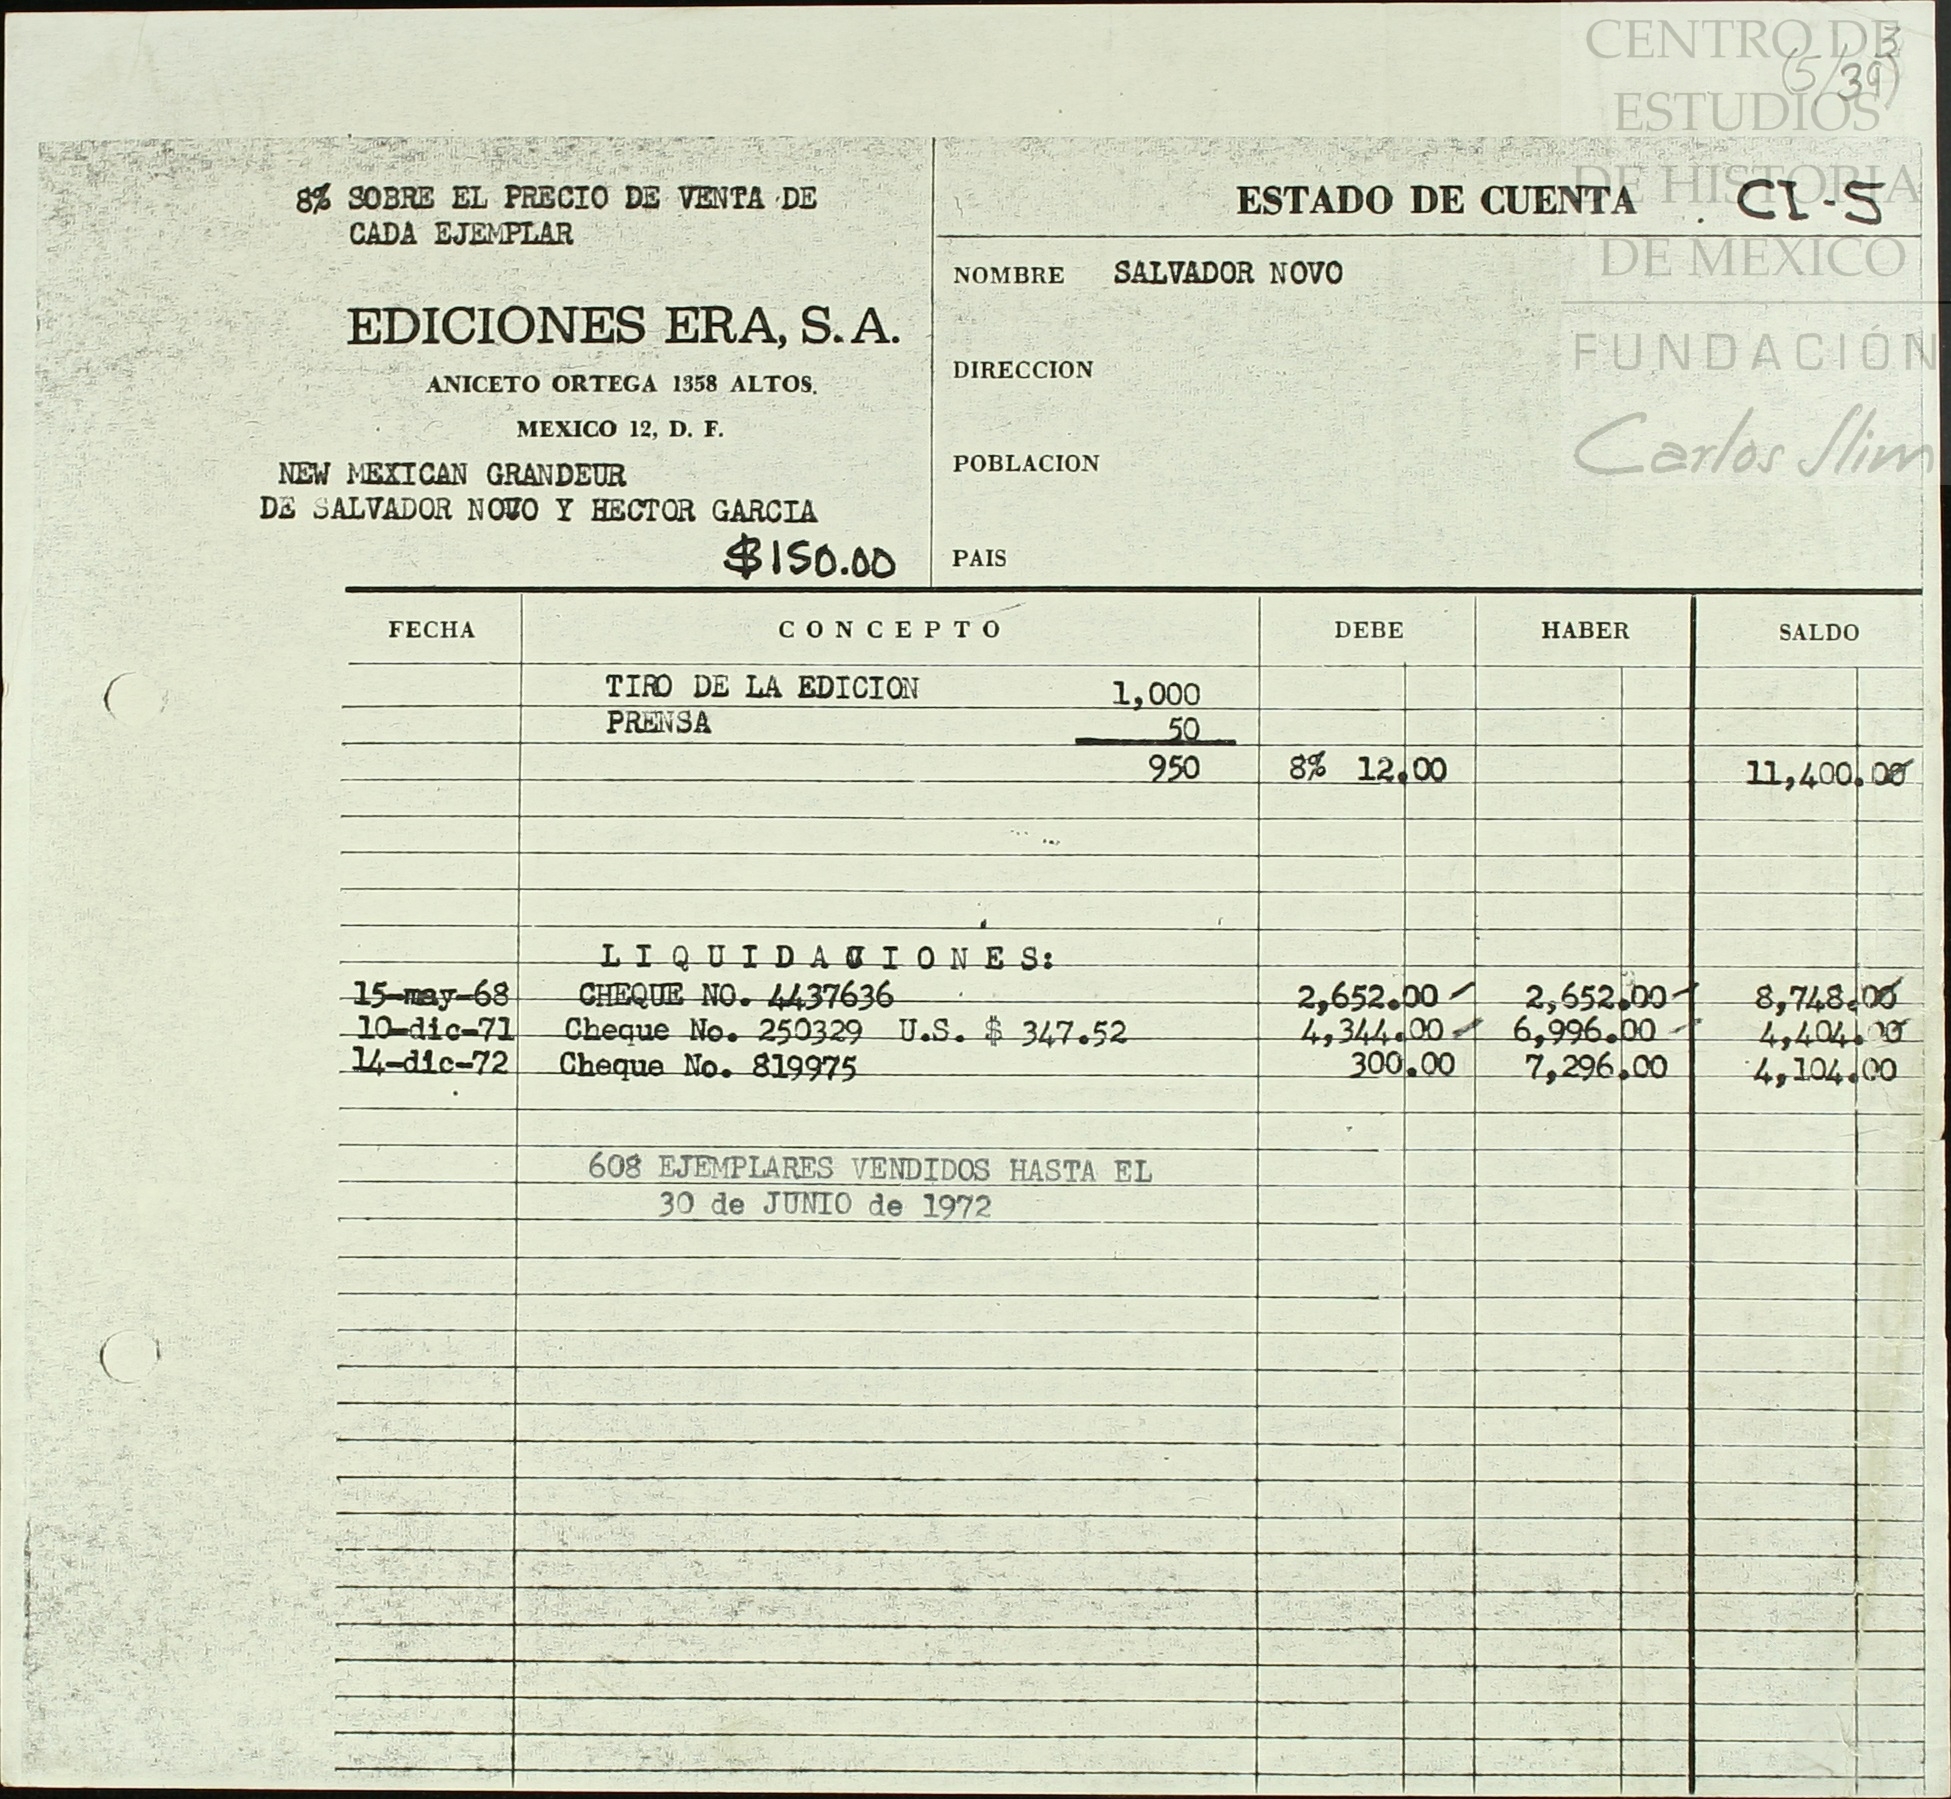 CENTRO DE
ESTUDIOS
DE HISTORIA
DE MEXICO
FUNDACIÓN
Carlos Slim
8% SOBRE EL PRECIO DE VENTA DE
CADA EJEMPLAR
EDICIONES ERA, S. A.
ANICETO ORTEGA 1358 ALTOS.
MEXICO 12, D. F.
NEW MEXICAN GRANDEUR
DE SALVADOR NOVO Y HECTOR GARCIA
$150.00
ESTADO DE CUENTA CI-5
NOMBRE SALVADOR NOVO
DIRECCION
POBLACION
PAIS
FECHA CONCEPTO DEBE HABER SALDO
TIRO DE LA EDICION 1,000
PRENSA 50
950 8% 12.00 11,400.00
LIQUIDACIONES:
15-may-68 CHEQUE NO. 4437636 2,652.00 2,652.00 8,748.00
10-dic-71 Cheque No. 250329 U.S. $ 347.52 4,344.00 6,996.00 4,404.00
14-dic-72 Cheque No. 819975 300.00 7,296.00 4,104.00
608 EJEMPLARES VENDIDOS HASTA EL
30 de JUNIO de 1972